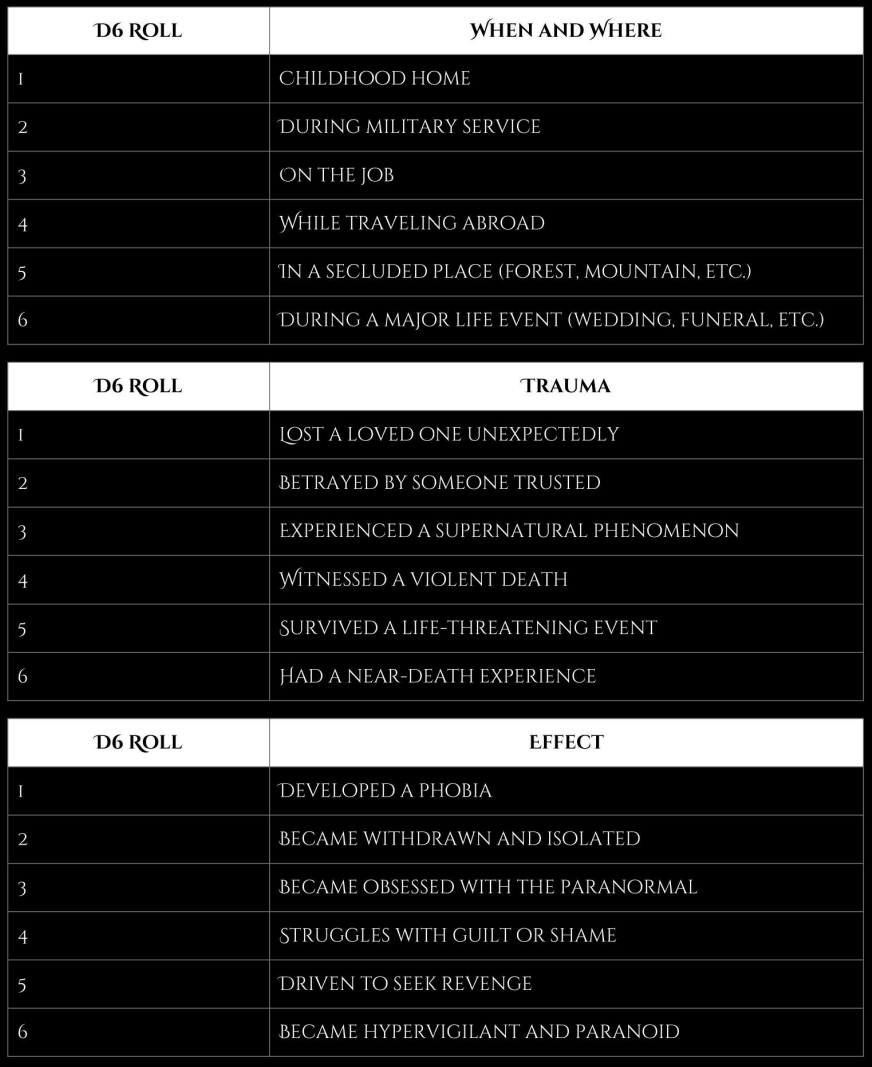 D6 Roll When and Where
1 Childhood home
2 During military service
3 On the job
4 While traveling abroad
5 In a secluded place (forest, mountain, etc.)
6 During a major life event (wedding, funeral, etc.)
D6 Roll Trauma
1 Lost a loved one unexpectedly
2 Betrayed by someone trusted
3 Experienced a supernatural phenomenon
4 Witnessed a violent death
5 Survived a life-threatening event
6 Had a near-death experience
D6 Roll Effect
1 Developed a phobia
2 Became withdrawn and isolated
3 Became obsessed with the paranormal
4 Struggles with guilt or shame
5 Driven to seek revenge
6 Became hypervigilant and paranoid